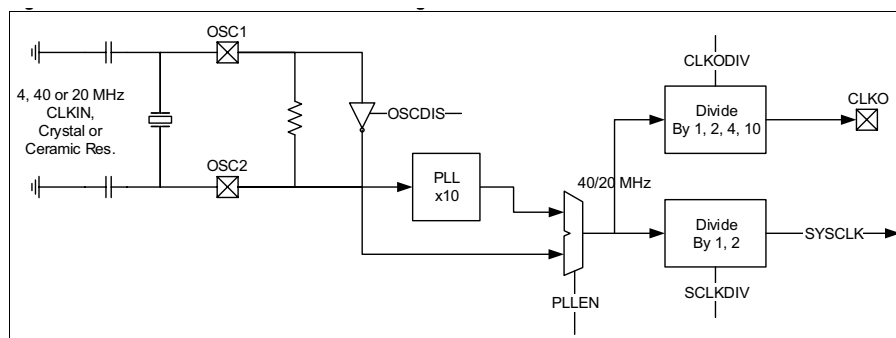 OSC1
CLKODIV
4, 40 or 20 MHz
CLKIN,
Crystal or
Ceramic Res.
OSCDIS
Divide
By 1, 2, 4, 10
CLKO
OSC2
PLL
x10
40/20 MHz
Divide
By 1, 2
SYSCLK
PLLEN
SCLKDIV